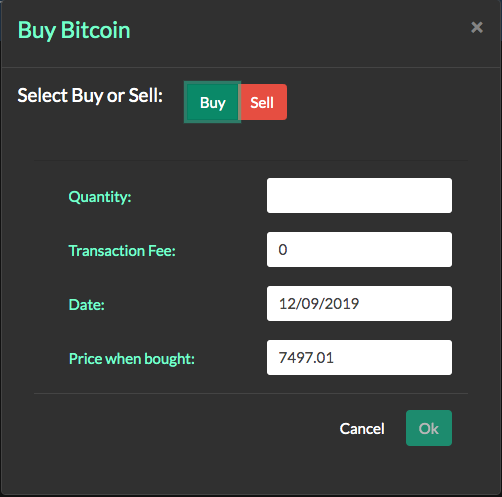 Buy Bitcoin ×
Select Buy or Sell: Buy Sell
Quantity:
Transaction Fee: 0
Date: 12/09/2019
Price when bought: 7497.01
Cancel Ok